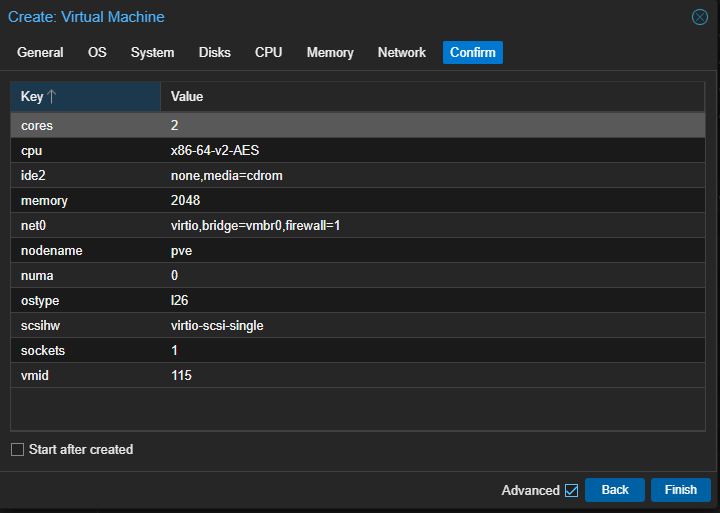 Create: Virtual Machine
General OS System Disks CPU Memory Network Confirm
Key Value
cores 2
cpu x86-64-v2-AES
ide2 none,media=cdrom
memory 2048
net0 virtio,bridge=vmbr0,firewall=1
nodename pve
numa 0
ostype l26
scsihw virtio-scsi-single
sockets 1
vmid 115
Start after created
Advanced Back Finish